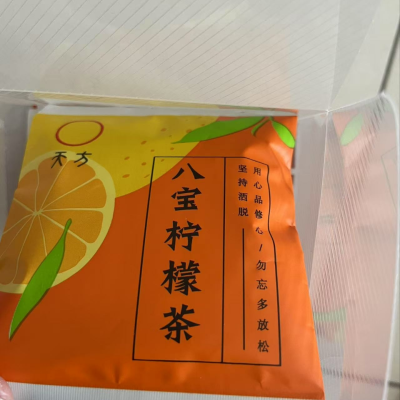 天方
八宝柠檬茶
用心品修心/勿忘多放松
坚持洒脱